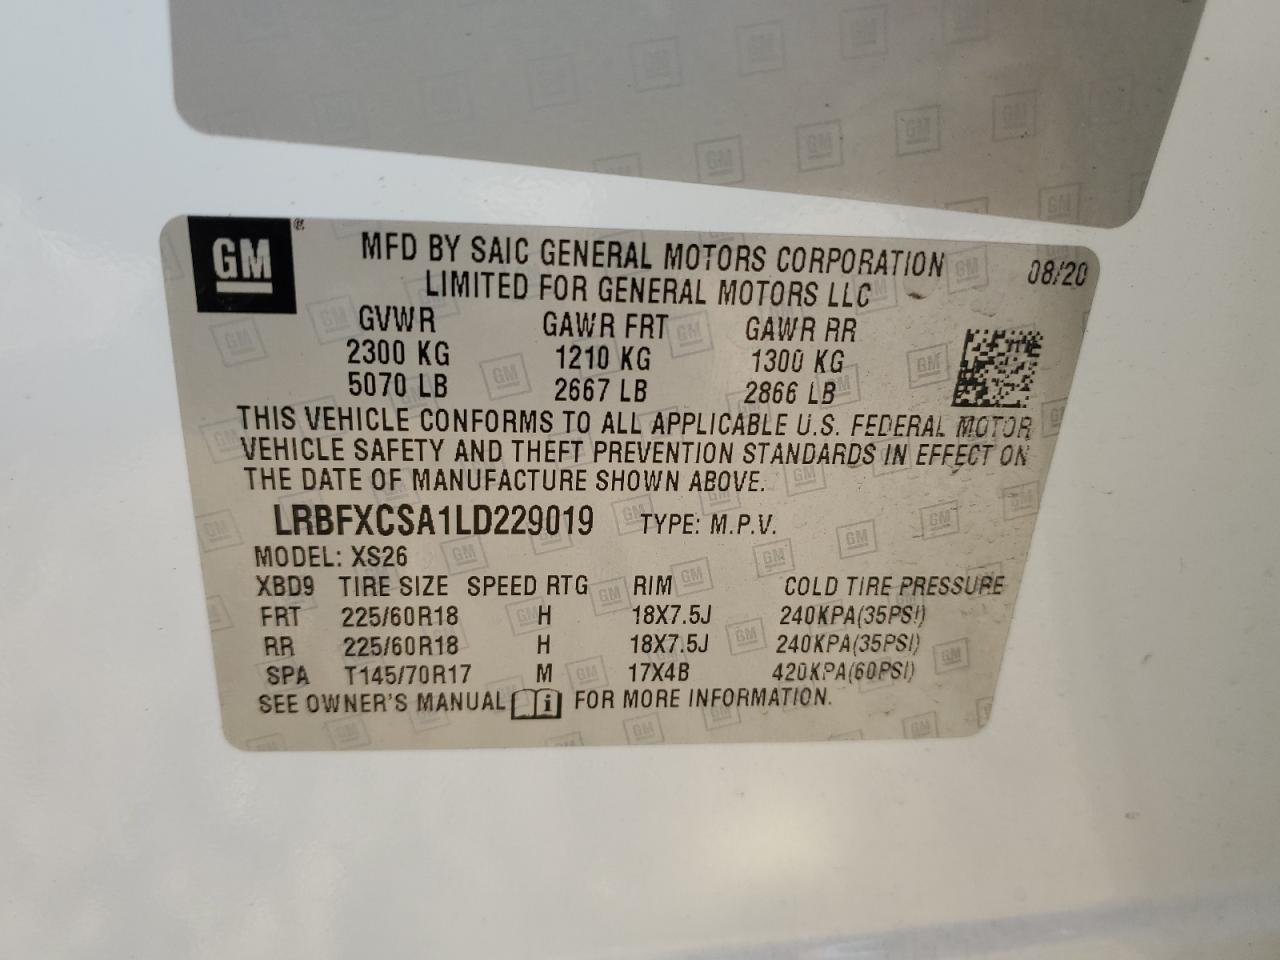 GM ® MFD BY SAIC GENERAL MOTORS CORPORATION 08/20
LIMITED FOR GENERAL MOTORS LLC
GVWR GAWR FRT GAWR RR
2300 KG 1210 KG 1300 KG
5070 LB 2667 LB 2866 LB
THIS VEHICLE CONFORMS TO ALL APPLICABLE U.S. FEDERAL MOTOR
VEHICLE SAFETY AND THEFT PREVENTION STANDARDS IN EFFECT ON
THE DATE OF MANUFACTURE SHOWN ABOVE.
LRBFXCSA1LD229019 TYPE: M.P.V.
MODEL: XS26
XBD9 TIRE SIZE SPEED RTG RIM COLD TIRE PRESSURE
FRT 225/60R18 H 18X7.5J 240KPA(35PSI)
RR 225/60R18 H 18X7.5J 240KPA(35PSI)
SPA T145/70R17 M 17X4B 420KPA(60PSI)
SEE OWNER'S MANUAL i FOR MORE INFORMATION.